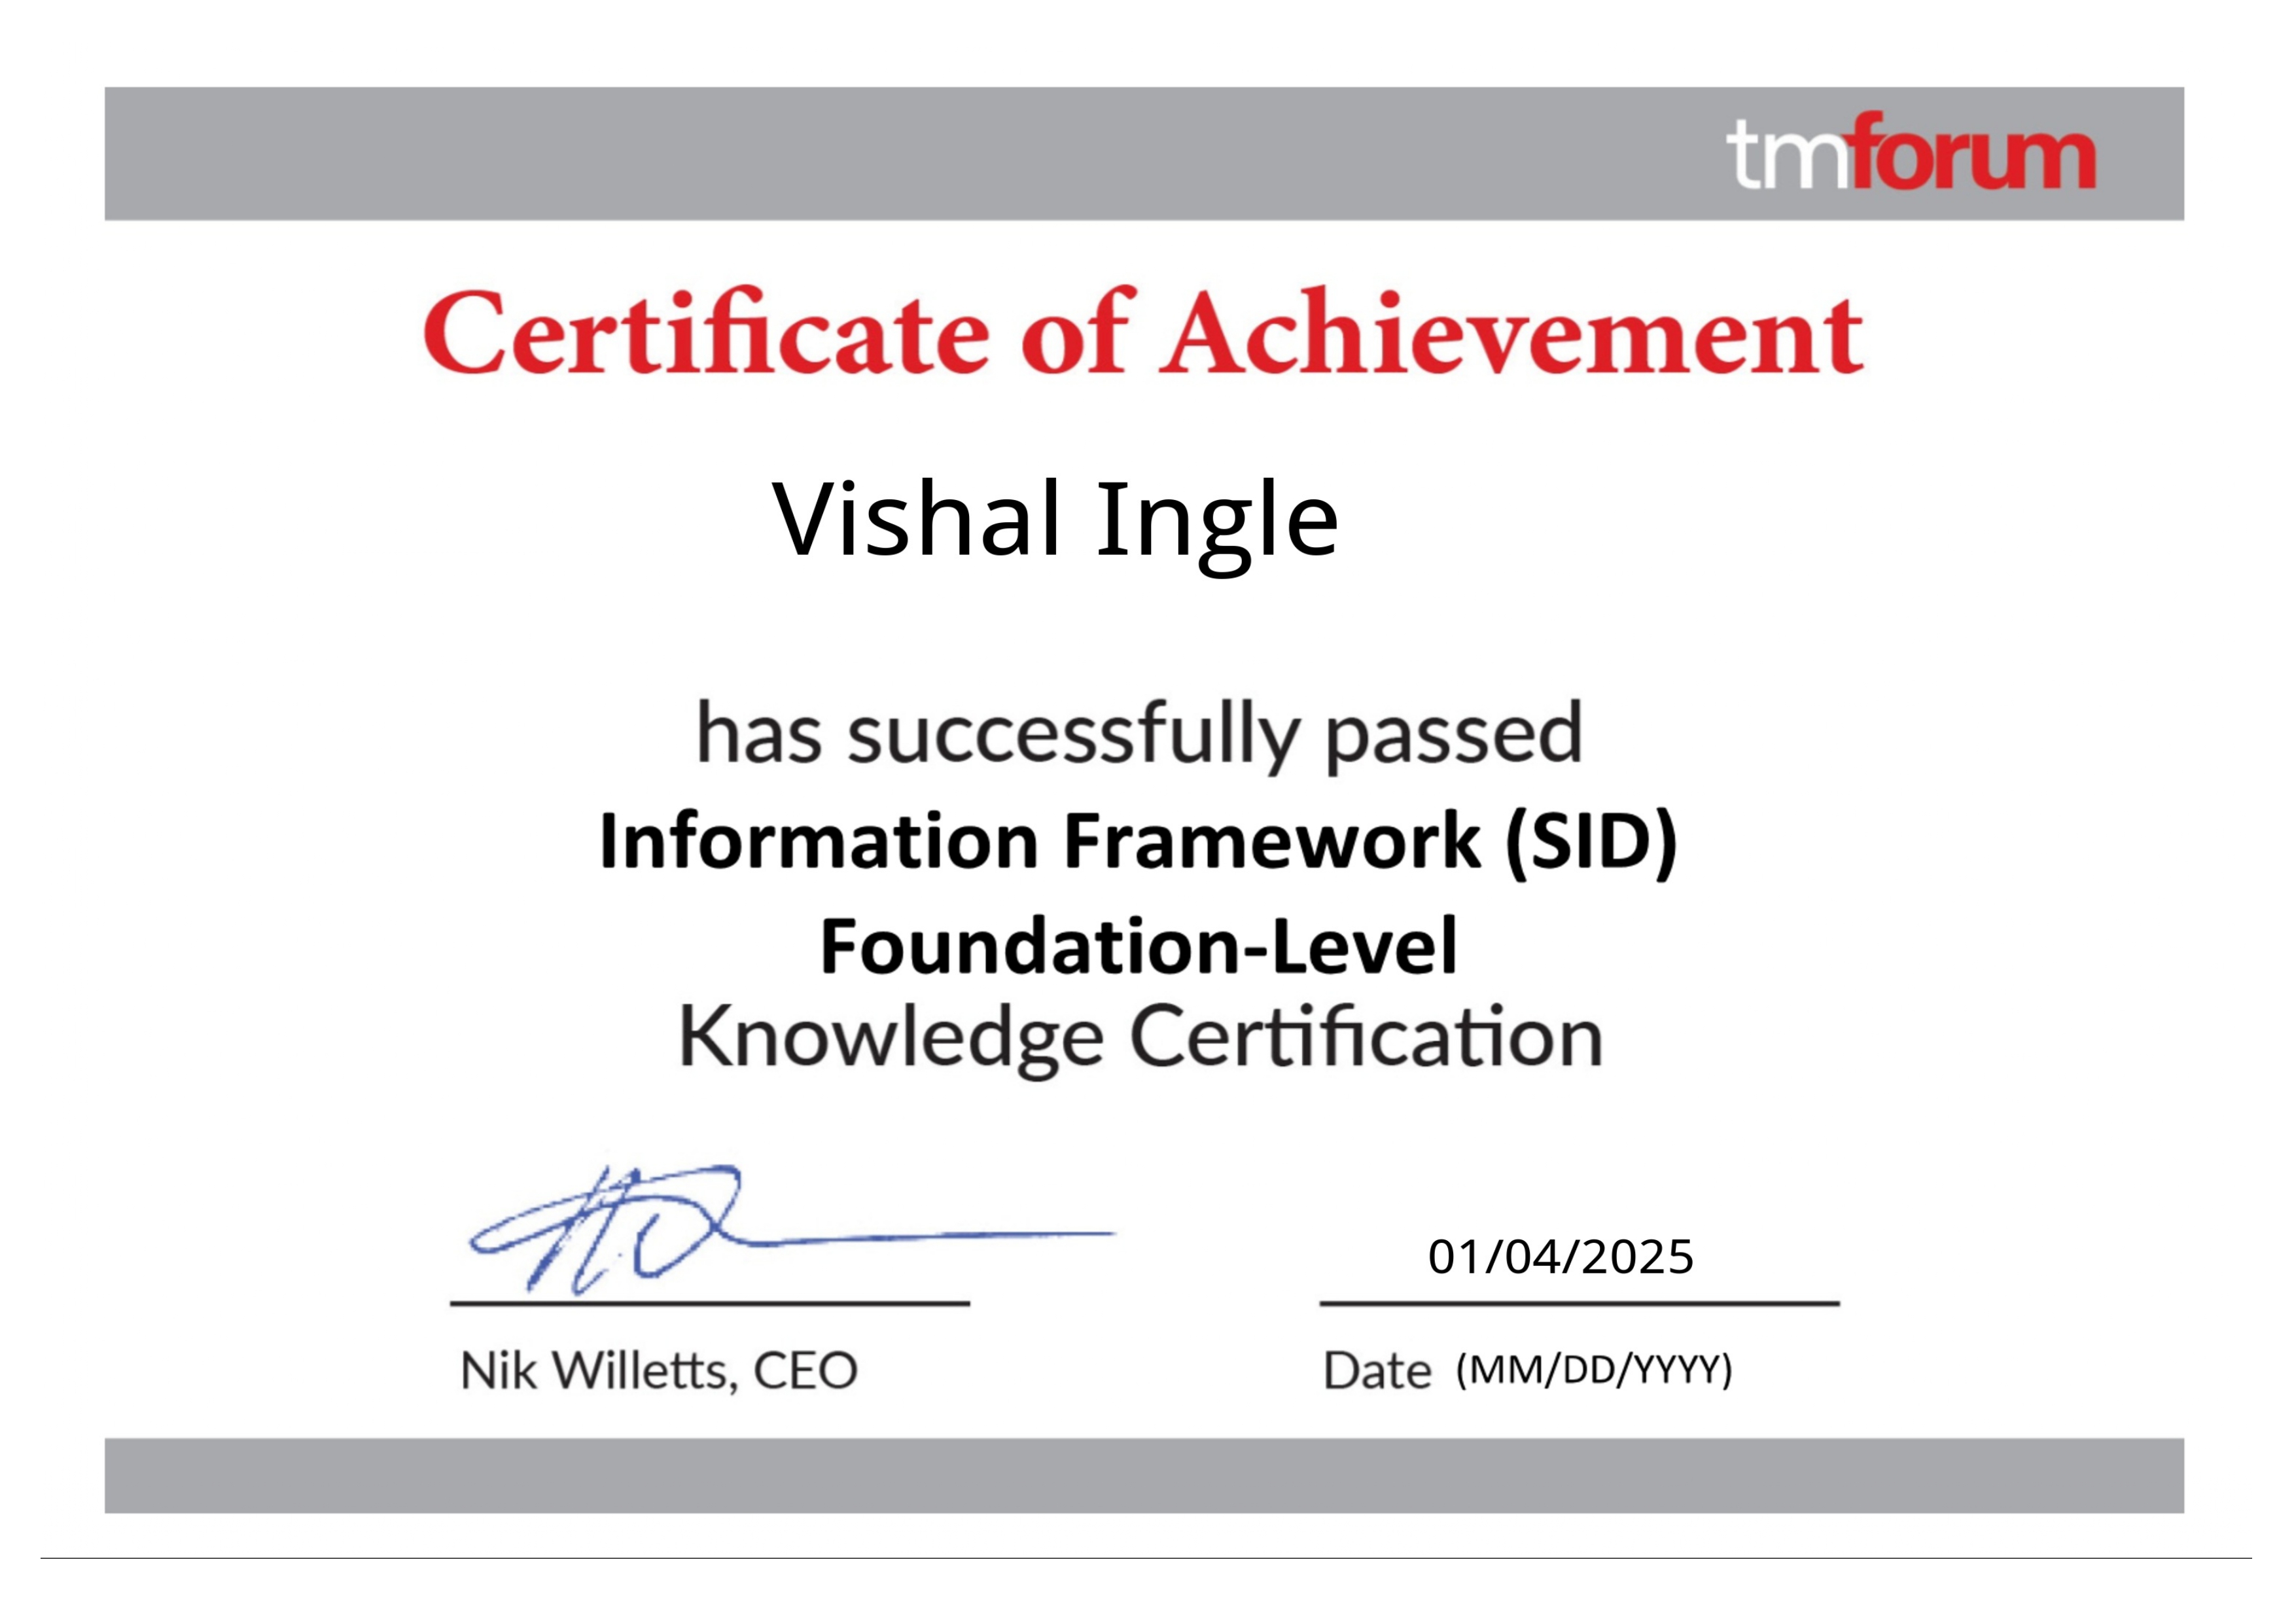 tmforum
Certificate of Achievement
Vishal Ingle
has successfully passed
Information Framework (SID)
Foundation-Level
Knowledge Certification
01/04/2025
Nik Willetts, CEO
Date (MM/DD/YYYY)